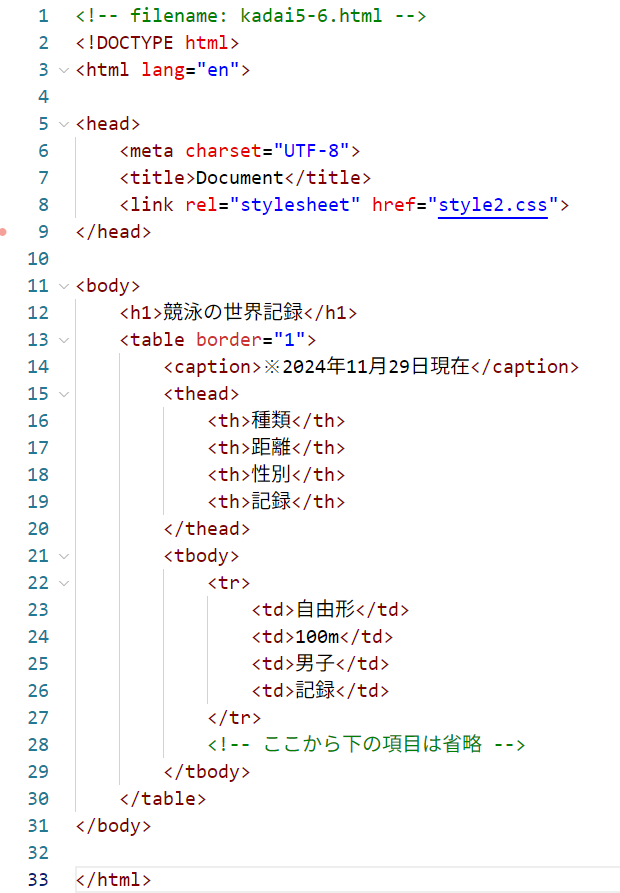 1 <!-- filename: kadai5-6.html -->
2 <!DOCTYPE html>
3 <html lang="en">
4
5 <head>
6 <meta charset="UTF-8">
7 <title>Document</title>
8 <link rel="stylesheet" href="style2.css">
9 </head>
10
11 <body>
12 <h1>競泳の世界記録</h1>
13 <table border="1">
14 <caption>※2024年11月29日現在</caption>
15 <thead>
16 <th>種類</th>
17 <th>距離</th>
18 <th>性別</th>
19 <th>記録</th>
20 </thead>
21 <tbody>
22 <tr>
23 <td>自由形</td>
24 <td>100m</td>
25 <td>男子</td>
26 <td>記録</td>
27 </tr>
28 <!-- ここから下の項目は省略 -->
29 </tbody>
30 </table>
31 </body>
32
33 </html>